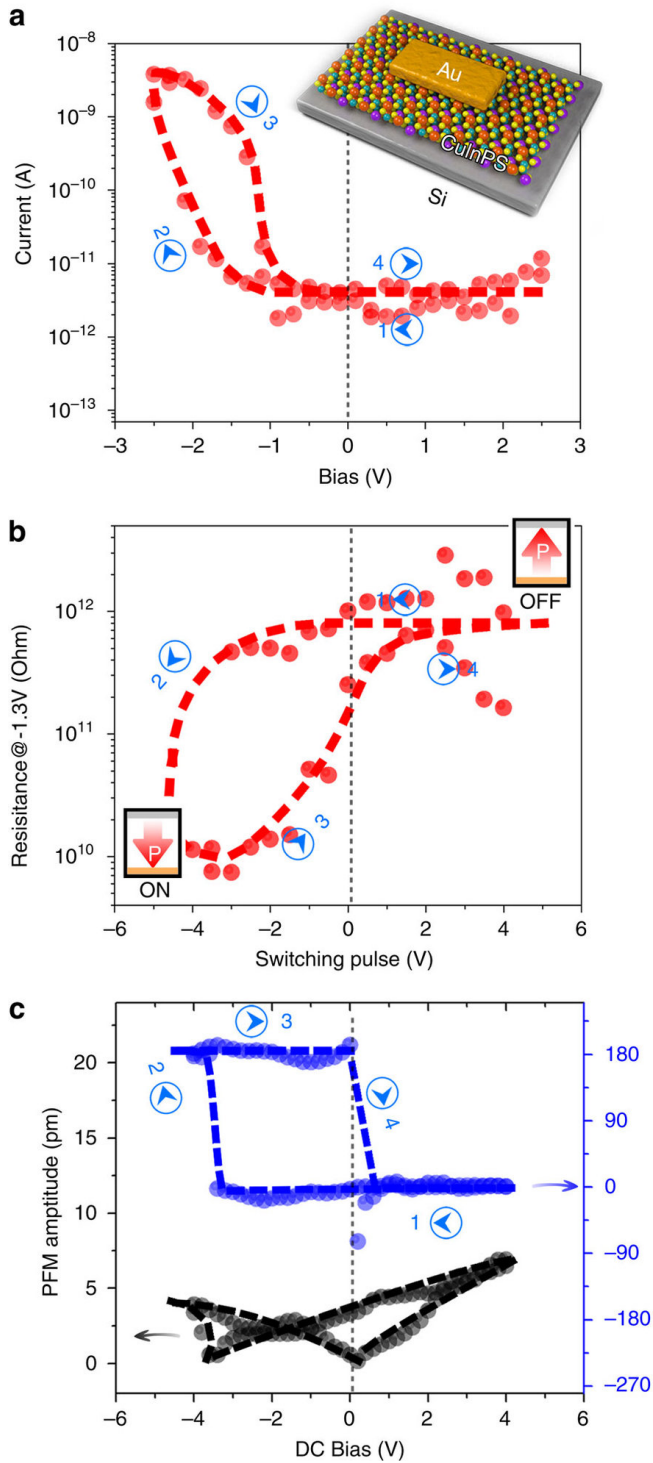 a
10⁻⁸
10⁻⁹
10⁻¹⁰
10⁻¹¹
10⁻¹²
10⁻¹³
Current (A)
Au
CuInPS
Si
3
2
4
1
−3 −2 −1 0 1 2 3
Bias (V)
b
10¹²
10¹¹
10¹⁰
Resisitance@-1.3V (Ohm)
P
OFF
1
2
4
3
P
ON
−6 −4 −2 0 2 4 6
Switching pulse (V)
c
20
15
10
5
0
PFM amplitude (pm)
3
2
4
1
180
90
0
−90
−180
−270
−6 −4 −2 0 2 4 6
DC Bias (V)